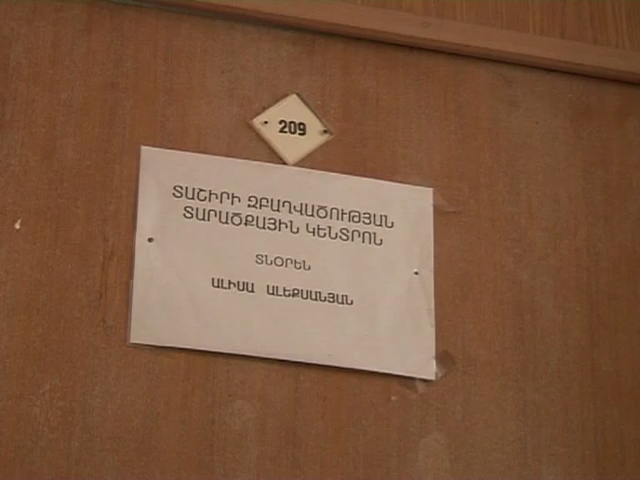 209
ՏԱՇԻՐԻ ԶԲԱՂՎԱԾՈՒԹՅԱՆ
ՏԱՐԱԾՔԱՅԻՆ ԿԵՆՏՐՈՆ
ՏՆՕՐԵՆ
ԱԼԻՍԱ ԱԼԵՔՍԱՆՅԱՆ